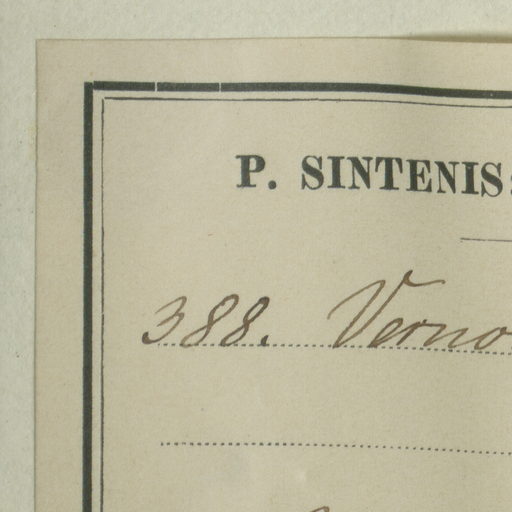 P. SINTENIS:
388. Verno